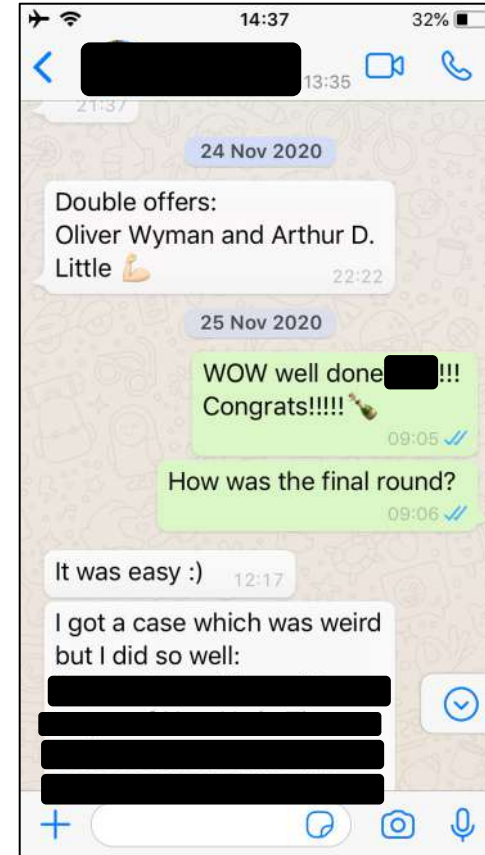 14:37
32%
13:35
21:37
24 Nov 2020
Double offers:
Oliver Wyman and Arthur D.
Little 💪🏻
22:22
25 Nov 2020
WOW well done !!!
Congrats!!!!! 🍾
09:05
How was the final round?
09:06
It was easy :)
12:17
I got a case which was weird
but I did so well: